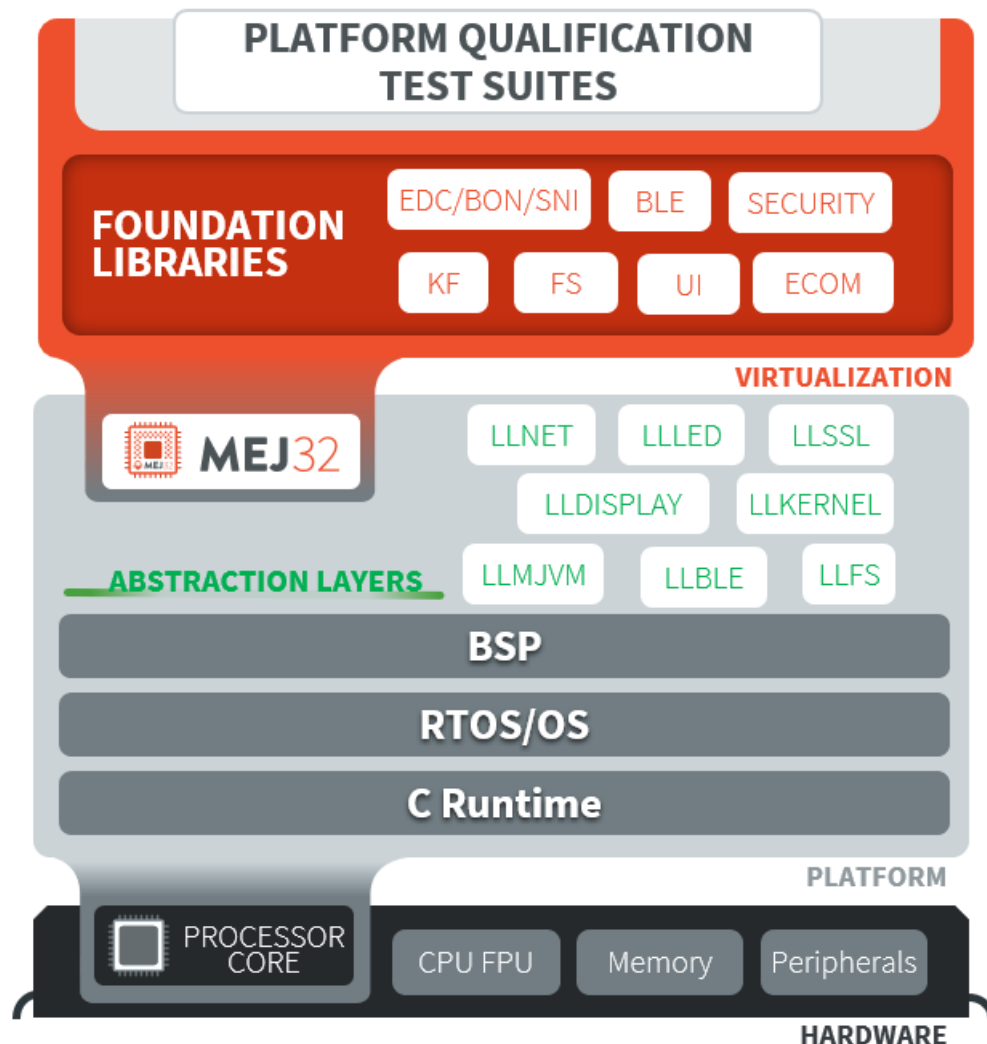 PLATFORM QUALIFICATION
TEST SUITES
FOUNDATION
LIBRARIES
EDC/BON/SNI
BLE
SECURITY
KF
FS
UI
ECOM
VIRTUALIZATION
MEJ32
MEJ32
LLNET
LLLED
LLSSL
LLDISPLAY
LLKERNEL
ABSTRACTION LAYERS
LLMJVM
LLBLE
LLFS
BSP
RTOS/OS
C Runtime
PLATFORM
PROCESSOR
CORE
CPU FPU
Memory
Peripherals
HARDWARE